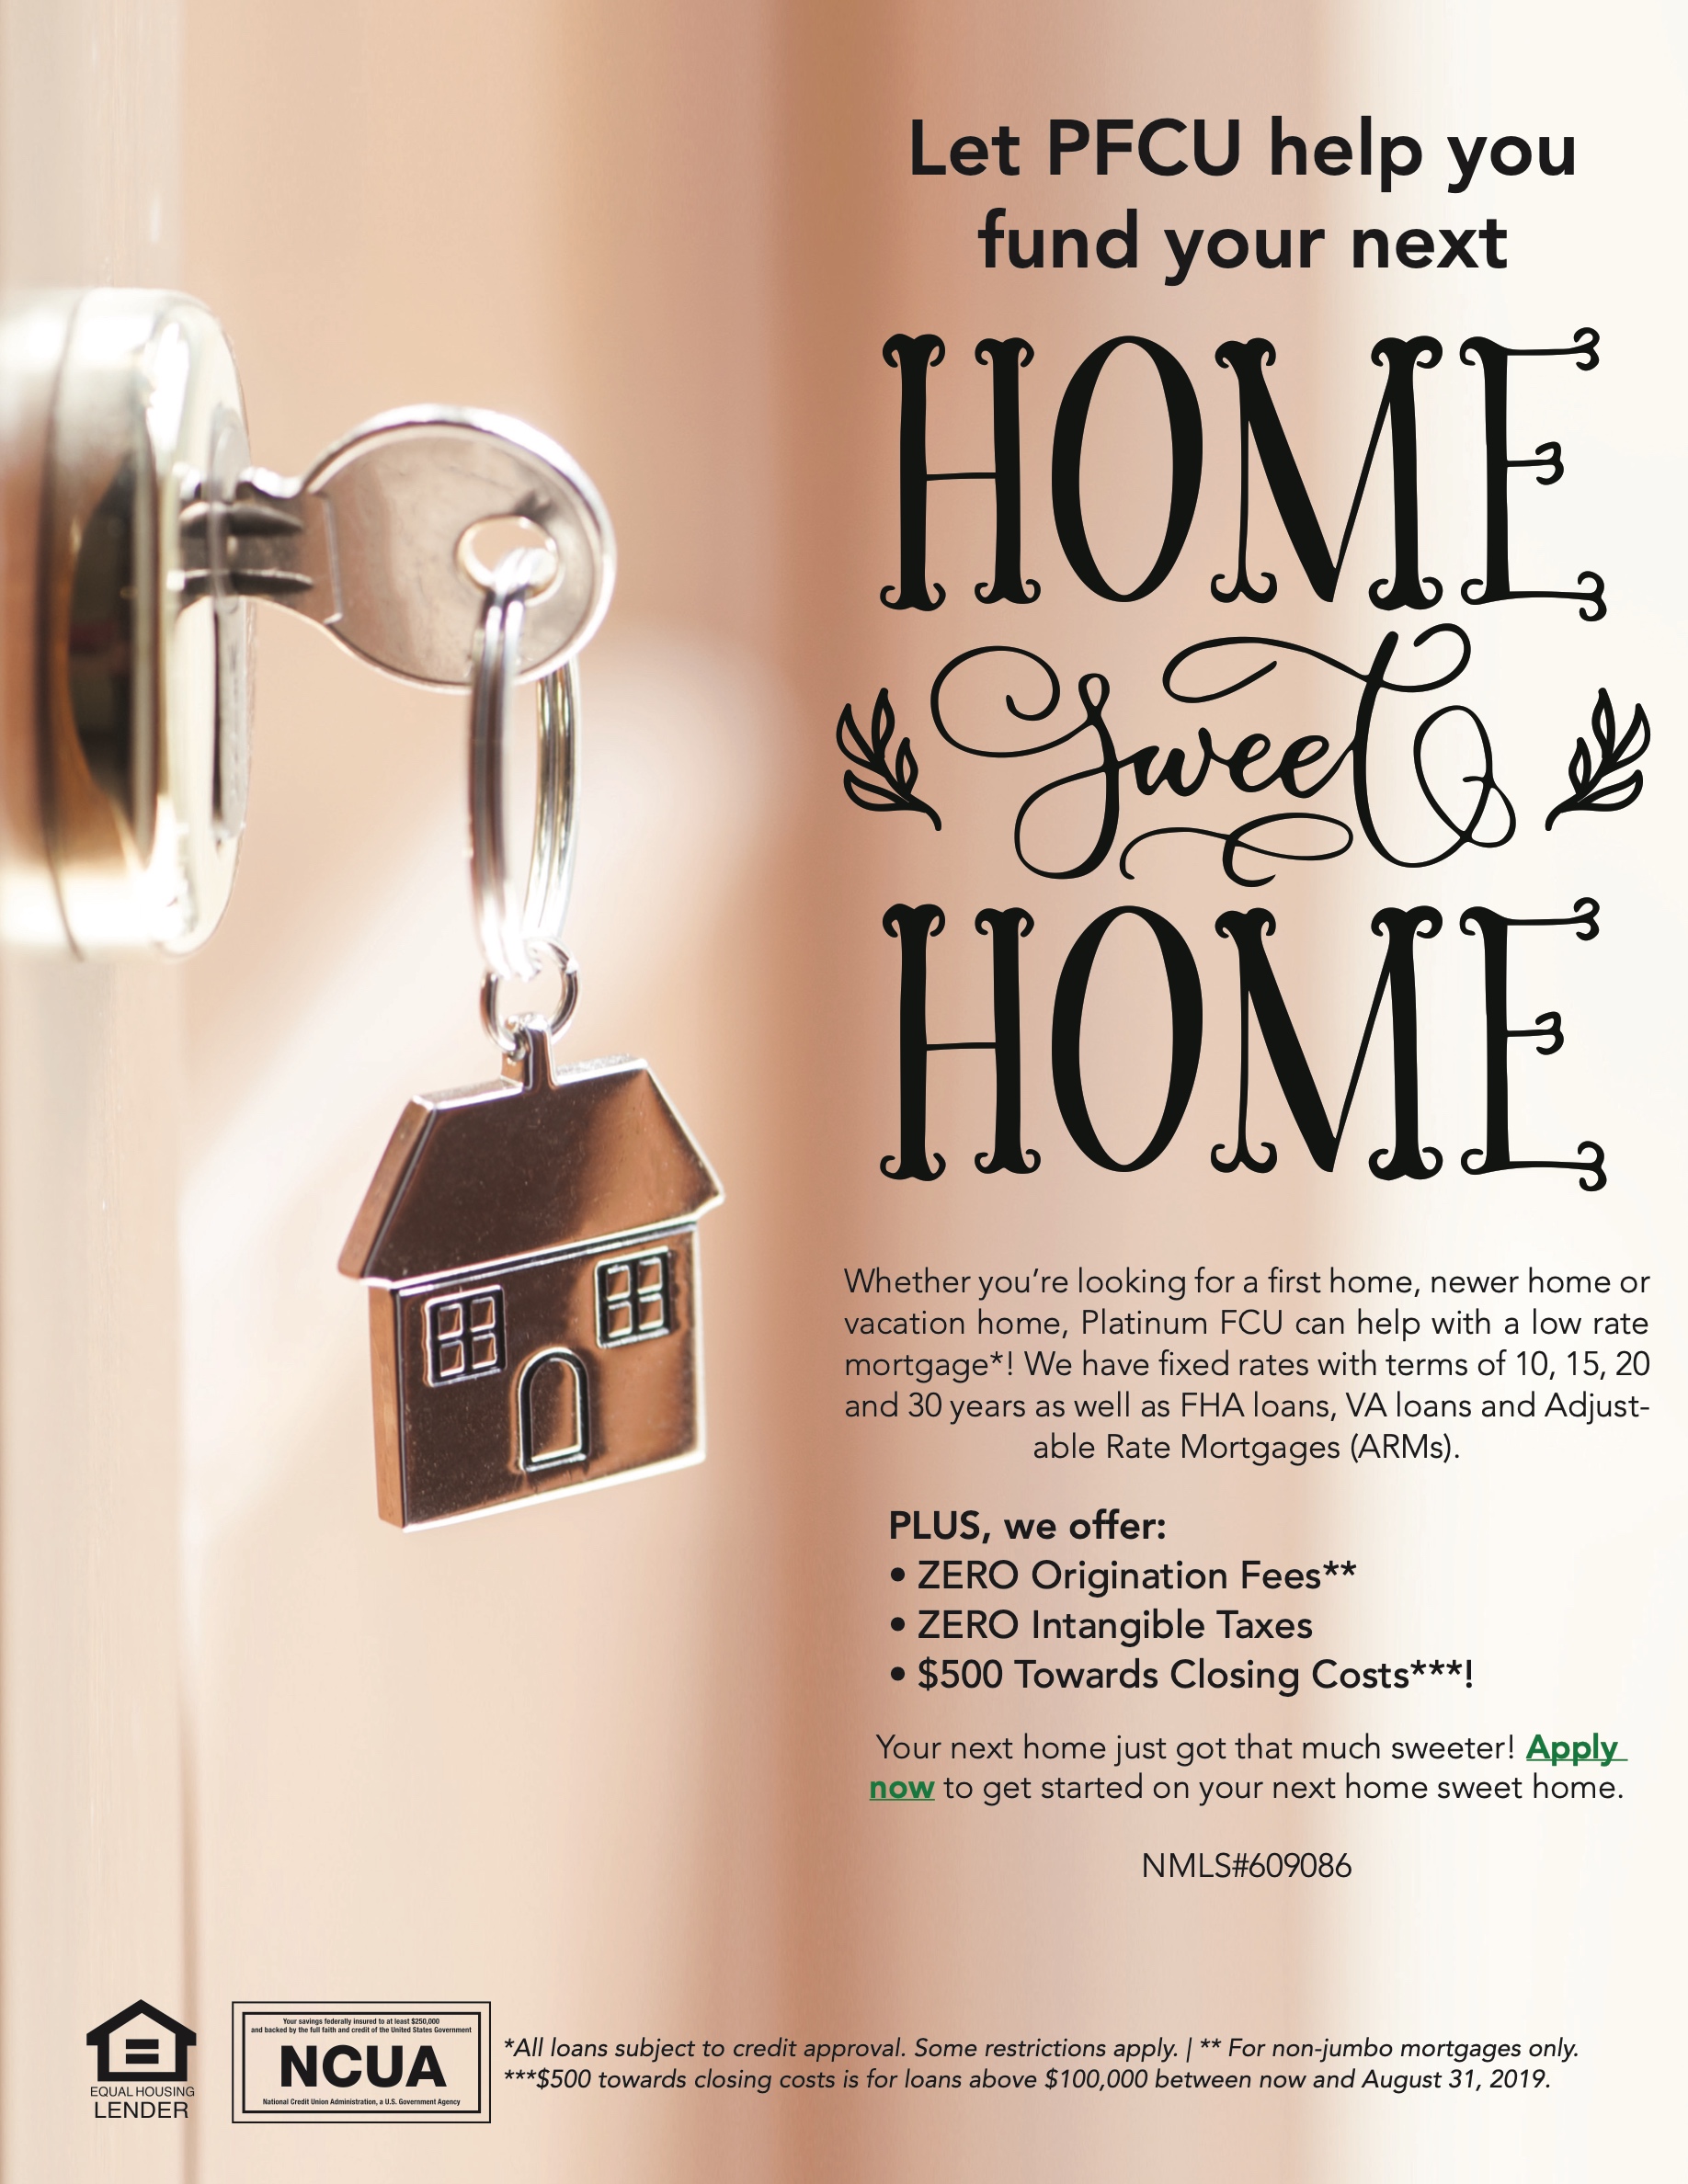 Let PFCU help you
fund your next
HOME
Sweet
HOME
Whether you’re looking for a first home, newer home or
vacation home, Platinum FCU can help with a low rate
mortgage*! We have fixed rates with terms of 10, 15, 20
and 30 years as well as FHA loans, VA loans and Adjust-
able Rate Mortgages (ARMs).
PLUS, we offer:
• ZERO Origination Fees**
• ZERO Intangible Taxes
• $500 Towards Closing Costs***!
Your next home just got that much sweeter! Apply
now to get started on your next home sweet home.
NMLS#609086
EQUAL HOUSING
LENDER
Your savings federally insured to at least $250,000
and backed by the full faith and credit of the United States Government
NCUA
National Credit Union Administration, a U.S. Government Agency
*All loans subject to credit approval. Some restrictions apply. | ** For non-jumbo mortgages only.
***$500 towards closing costs is for loans above $100,000 between now and August 31, 2019.